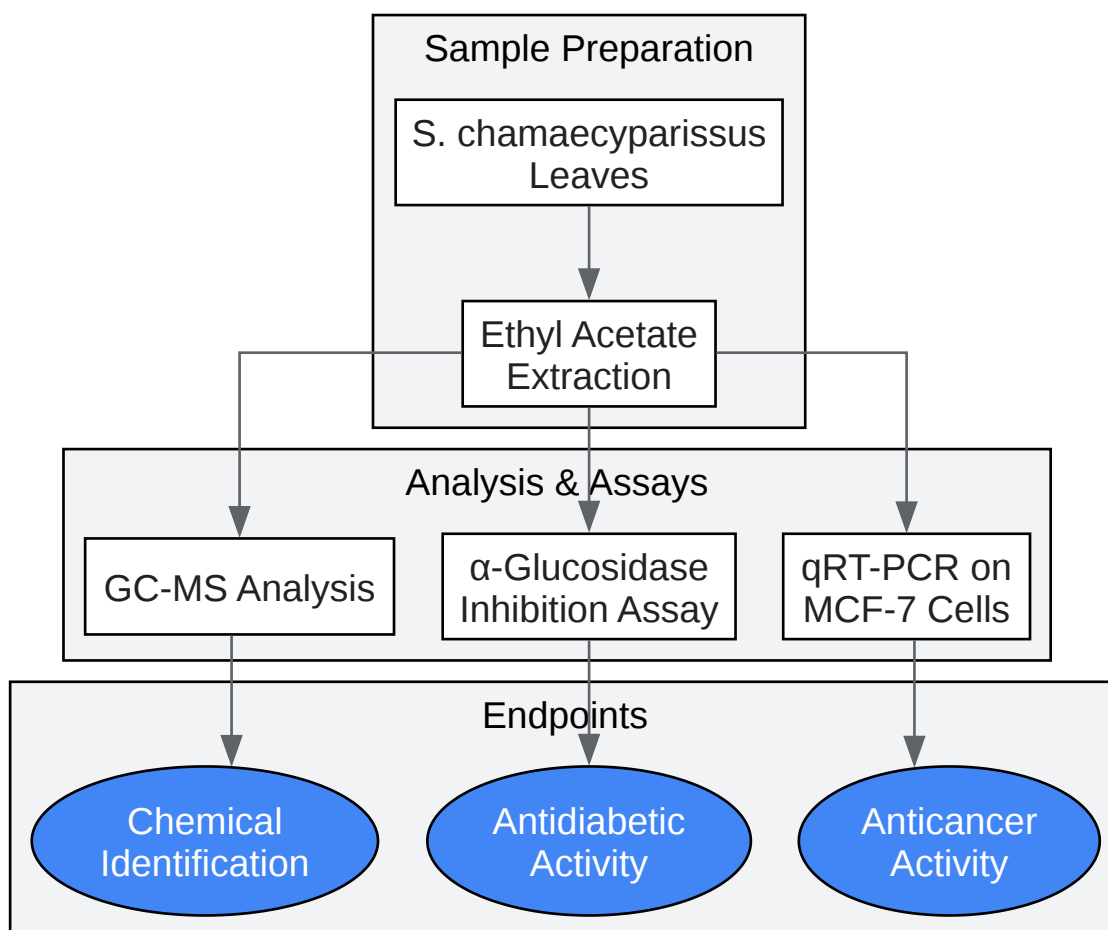 Sample Preparation
S. chamaecyparissus
Leaves
Ethyl Acetate
Extraction
Analysis & Assays
GC-MS Analysis
α-Glucosidase
Inhibition Assay
qRT-PCR on
MCF-7 Cells
Endpoints
Chemical
Identification
Antidiabetic
Activity
Anticancer
Activity